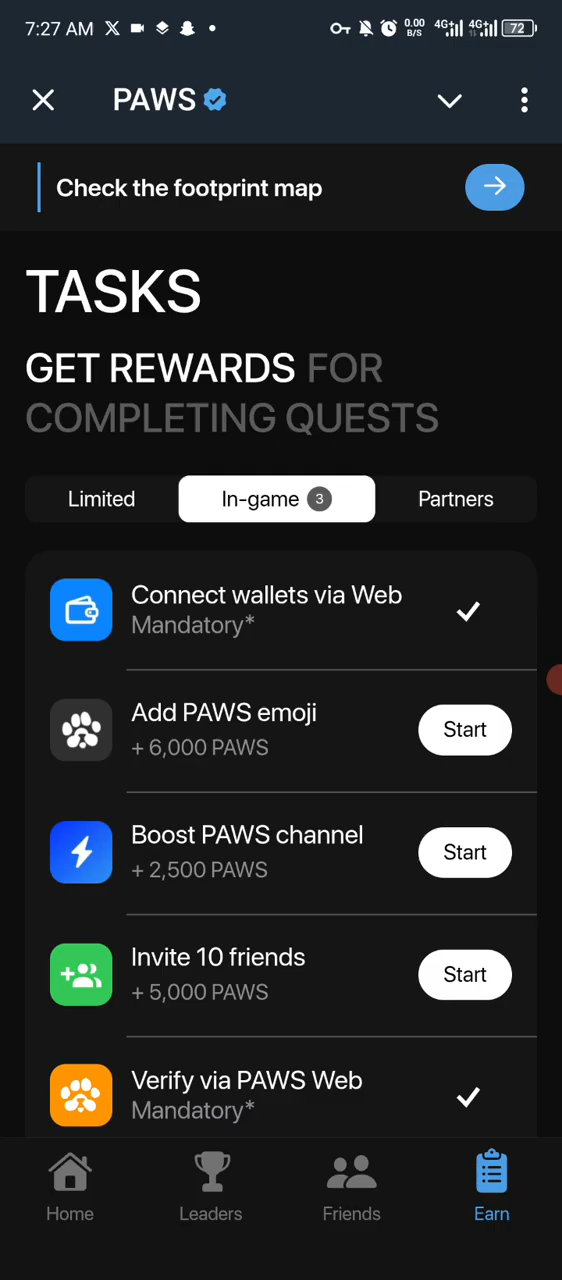 7:27 AM
0.00 B/S
4G+
4G+
72
PAWS
Check the footprint map
TASKS
GET REWARDS FOR
COMPLETING QUESTS
Limited
In-game 3
Partners
Connect wallets via Web
Mandatory*
Add PAWS emoji
+ 6,000 PAWS
Start
Boost PAWS channel
+ 2,500 PAWS
Start
Invite 10 friends
+ 5,000 PAWS
Start
Verify via PAWS Web
Mandatory*
Home
Leaders
Friends
Earn